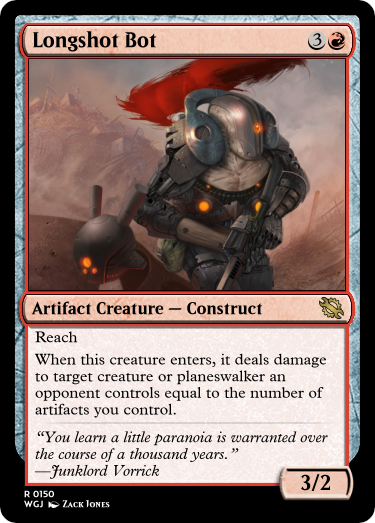 Longshot Bot
3
Artifact Creature — Construct
Reach
When this creature enters, it deals damage
to target creature or planeswalker an
opponent controls equal to the number of
artifacts you control.
“You learn a little paranoia is warranted over
the course of a thousand years.”
—Junklord Vorrick
3/2
R 0150
WGJ Zack Jones